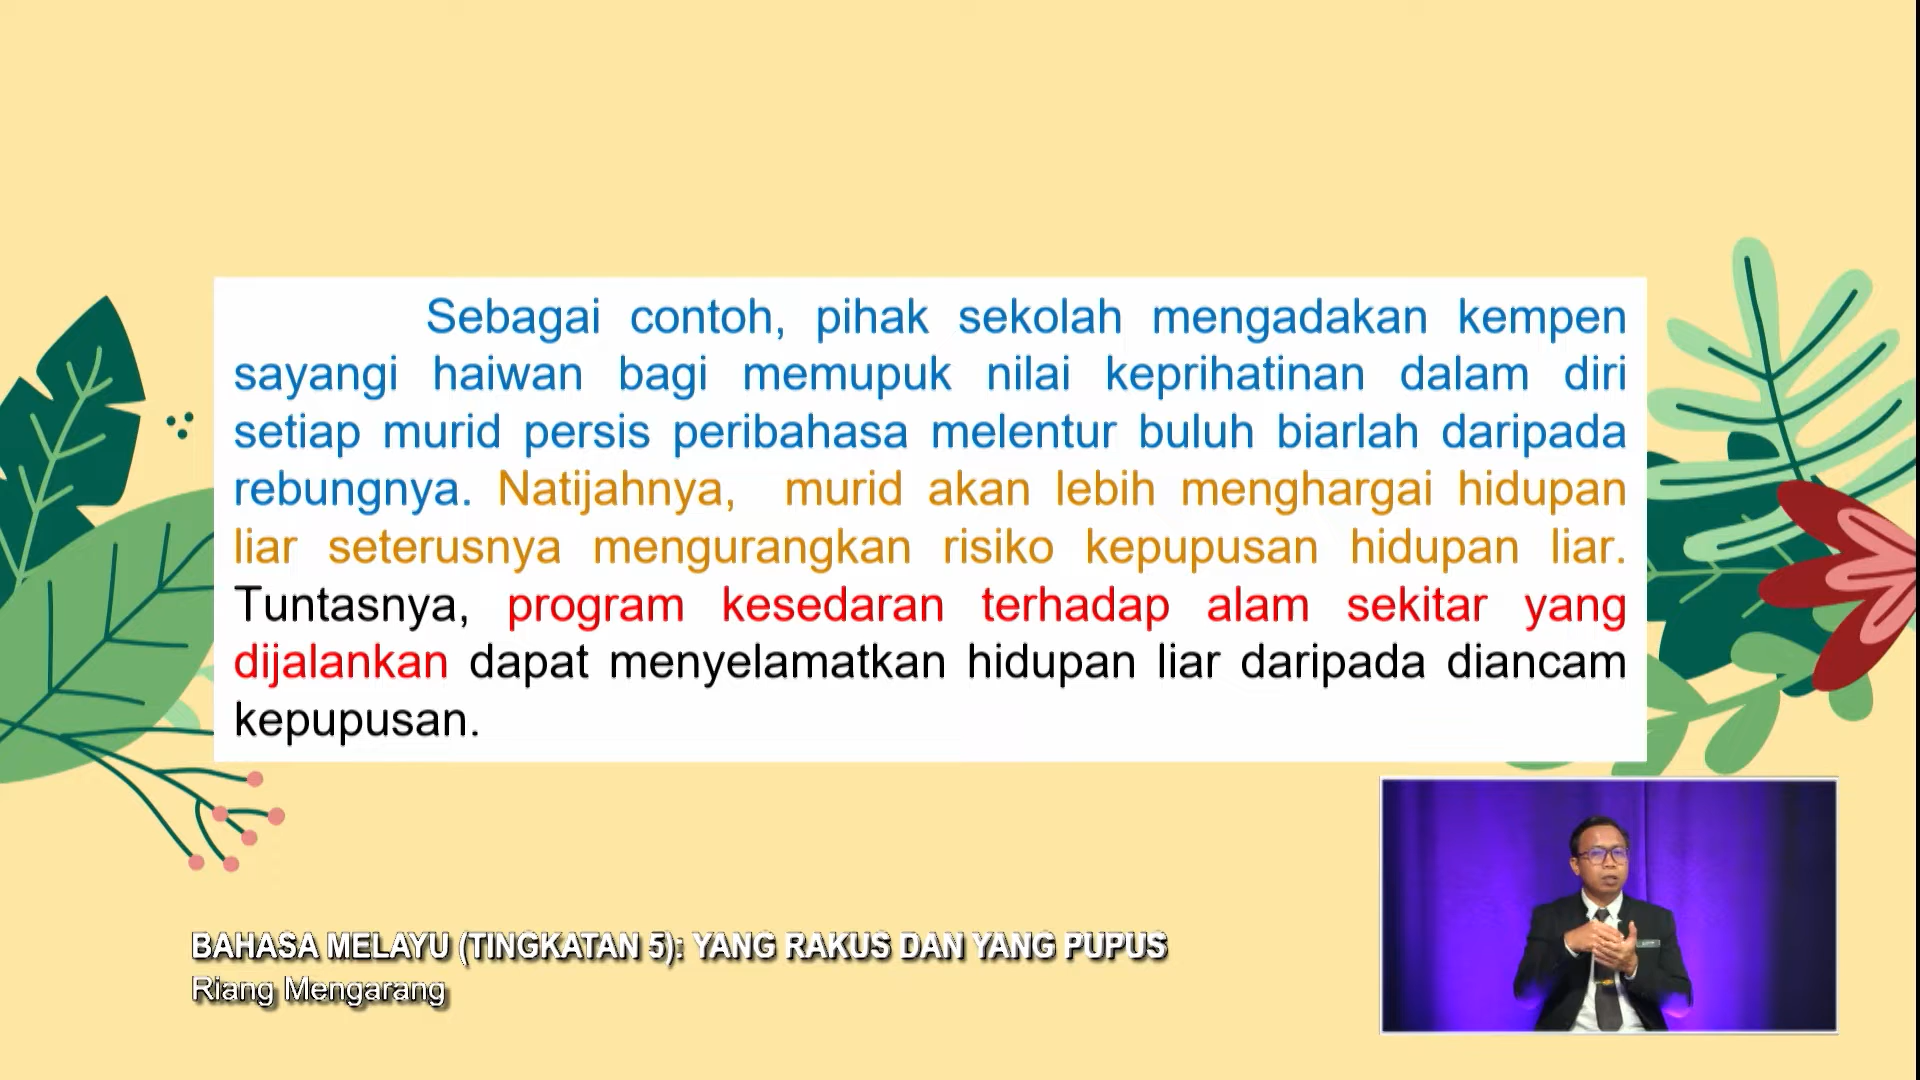 Sebagai contoh, pihak sekolah mengadakan kempen
sayangi haiwan bagi memupuk nilai keprihatinan dalam diri
setiap murid persis peribahasa melentur buluh biarlah daripada
rebungnya. Natijahnya, murid akan lebih menghargai hidupan
liar seterusnya mengurangkan risiko kepupusan hidupan liar.
Tuntasnya, program kesedaran terhadap alam sekitar yang
dijalankan dapat menyelamatkan hidupan liar daripada diancam
kepupusan.
BAHASA MELAYU (TINGKATAN 5): YANG RAKUS DAN YANG PUPUS
Riang Mengarang